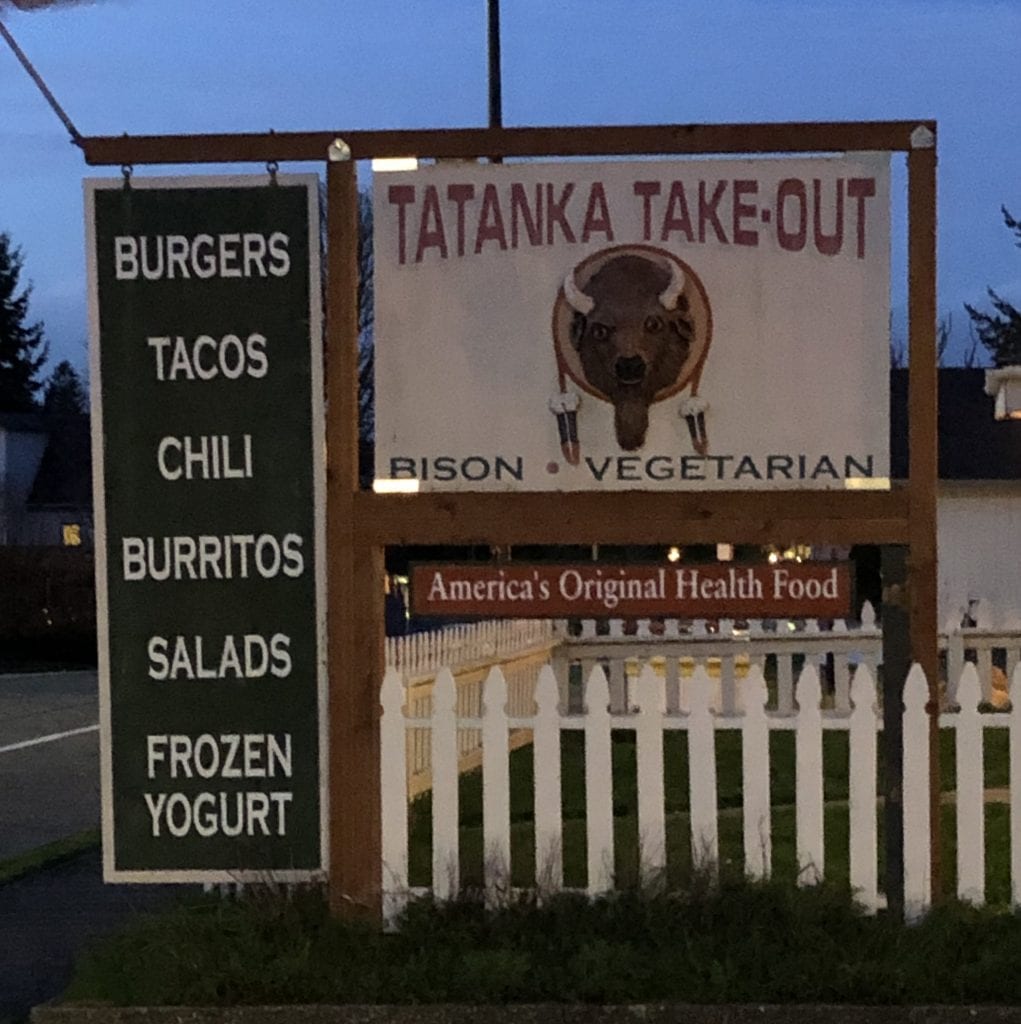 BURGERS
TACOS
CHILI
BURRITOS
SALADS
FROZEN
YOGURT
TATANKA TAKE-OUT
BISON • VEGETARIAN
America's Original Health Food